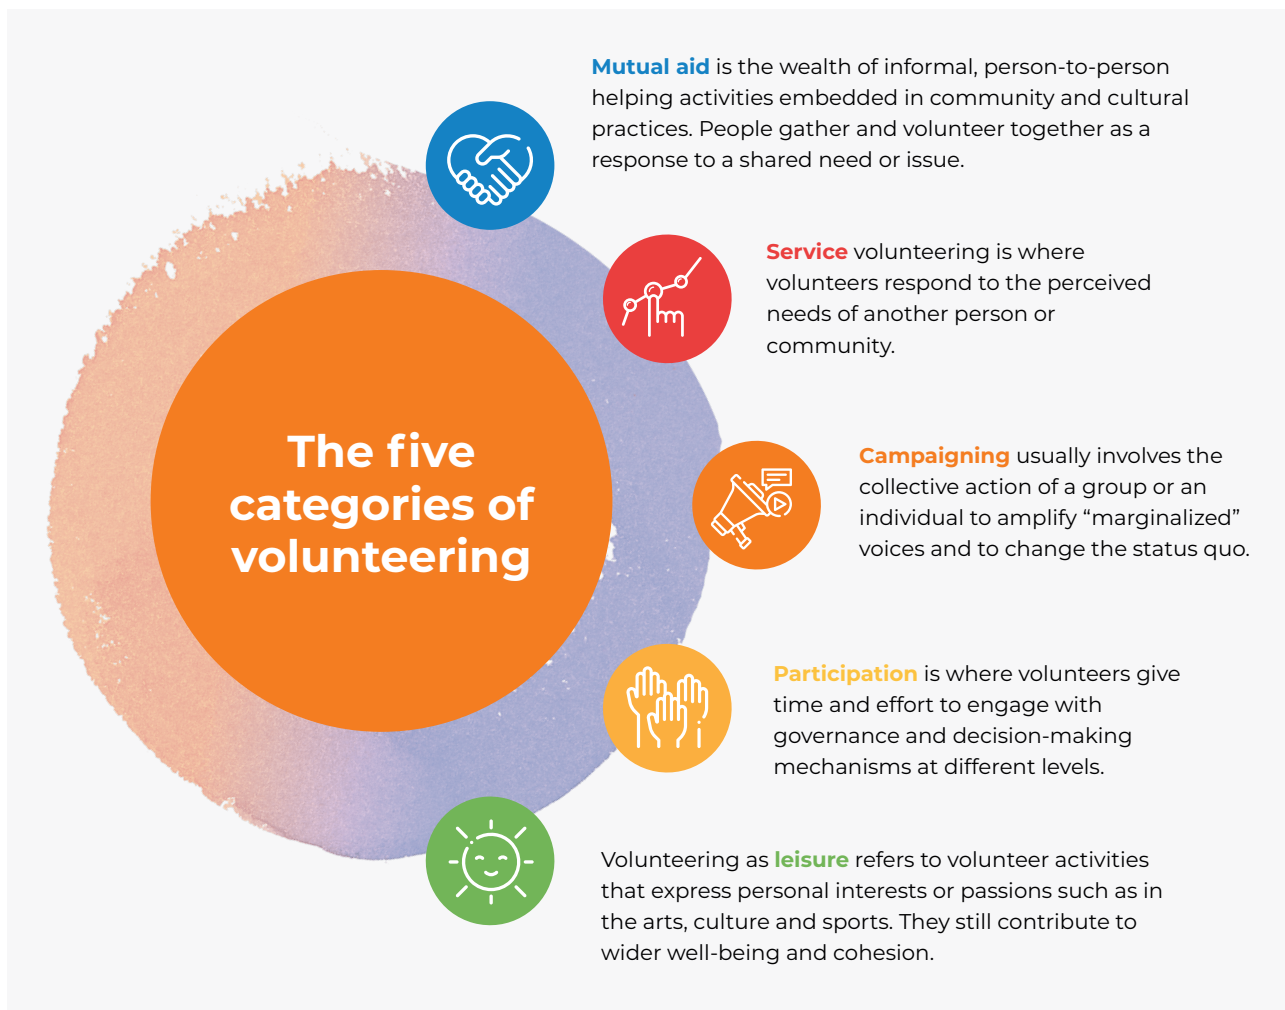 Mutual aid is the wealth of informal, person-to-person
helping activities embedded in community and cultural
practices. People gather and volunteer together as a
response to a shared need or issue.
Service volunteering is where
volunteers respond to the perceived
needs of another person or
community.
The five
categories of
volunteering
Campaigning usually involves the
collective action of a group or an
individual to amplify “marginalized”
voices and to change the status quo.
Participation is where volunteers give
time and effort to engage with
governance and decision-making
mechanisms at different levels.
Volunteering as leisure refers to volunteer activities
that express personal interests or passions such as in
the arts, culture and sports. They still contribute to
wider well-being and cohesion.